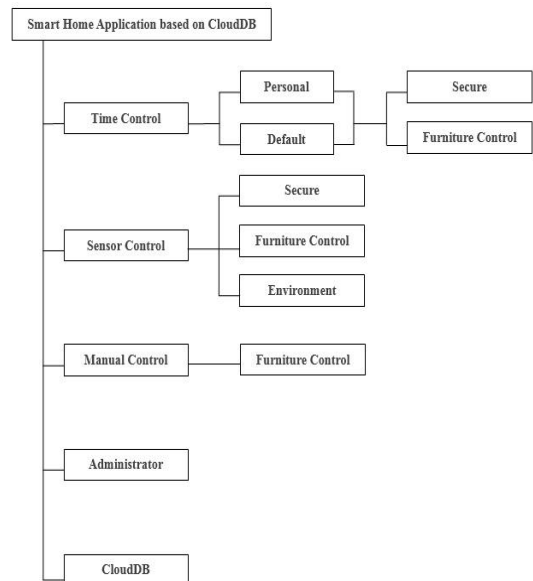 Smart Home Application based on CloudDB
Personal
Secure
Time Control
Default
Furniture Control
Secure
Sensor Control
Furniture Control
Environment
Manual Control
Furniture Control
Administrator
CloudDB